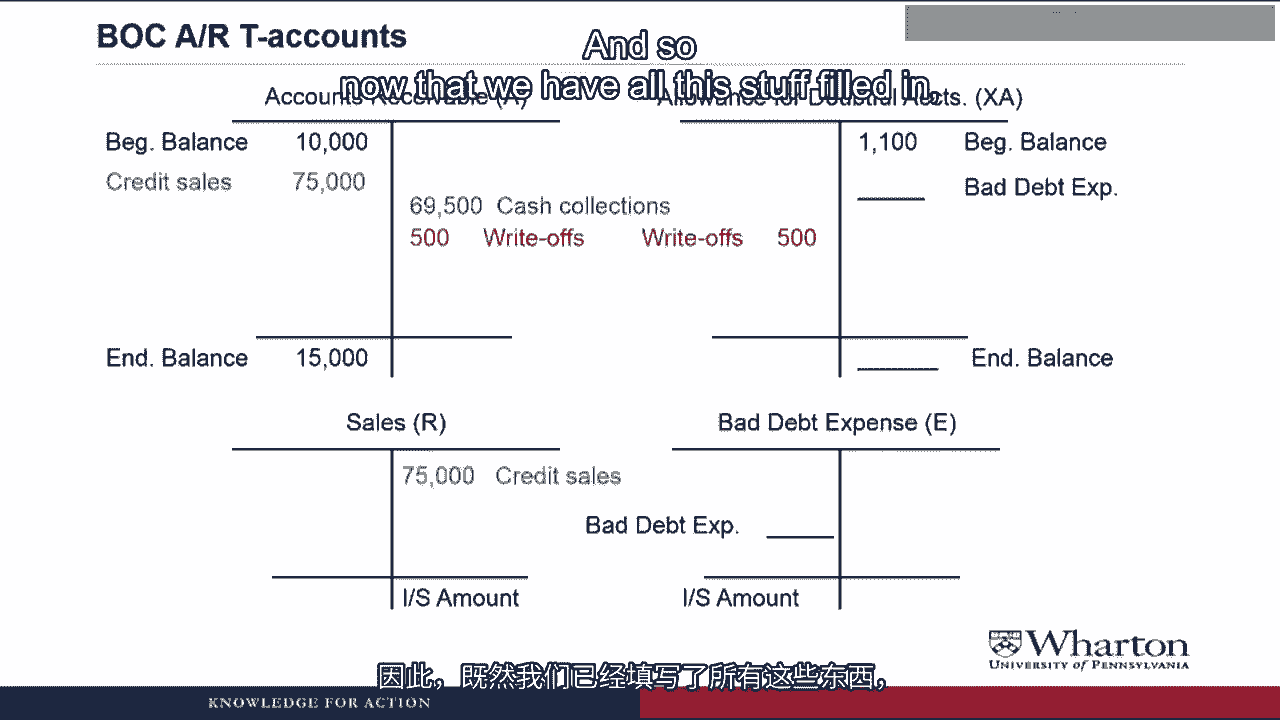 BOC A/R T-accounts
And so
now that we have all this stuff filled in,
Accounts Receivable (A)
Allowance for Doubtful Accts. (XA)
Beg. Balance 10,000
1,100 Beg. Balance
Credit sales 75,000
Bad Debt Exp.
69,500 Cash collections
500 Write-offs
Write-offs 500
End. Balance 15,000
End. Balance
Sales (R)
Bad Debt Expense (E)
75,000 Credit sales
Bad Debt Exp.
I/S Amount
I/S Amount
Wharton
UNIVERSITY of PENNSYLVANIA
因此，既然我们已经填写了所有这些东西，
KNOWLEDGE FOR ACTION